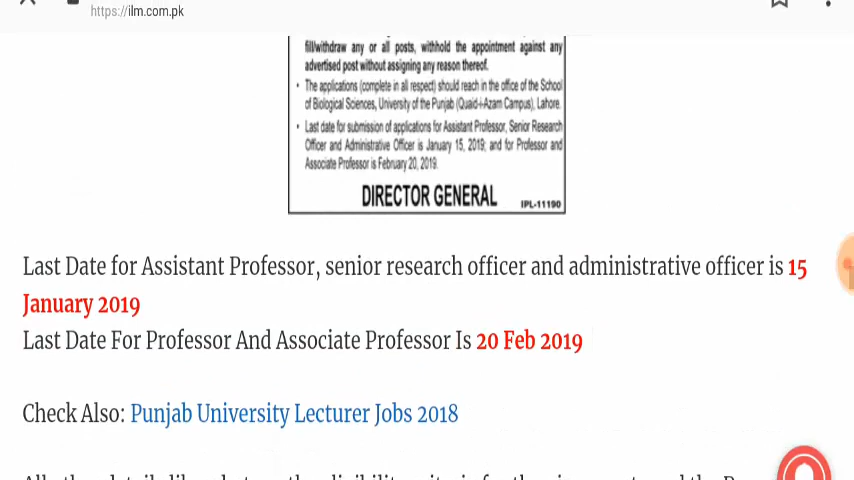 https://ilm.com.pk
fill/withdraw any or all posts, withhold the appointment against any
advertised post without assigning any reason thereof.
• The applications (complete in all respect) should reach in the office of the School
of Biological Sciences, University of the Punjab (Quaid-i-Azam Campus), Lahore.
• Last date for submission of applications for Assistant Professor, Senior Research
Officer and Administrative Officer is January 15, 2019; and for Professor and
Associate Professor is February 20, 2019.
DIRECTOR GENERAL
IPL-11190
Last Date for Assistant Professor, senior research officer and administrative officer is 15
January 2019
Last Date For Professor And Associate Professor Is 20 Feb 2019
Check Also: Punjab University Lecturer Jobs 2018